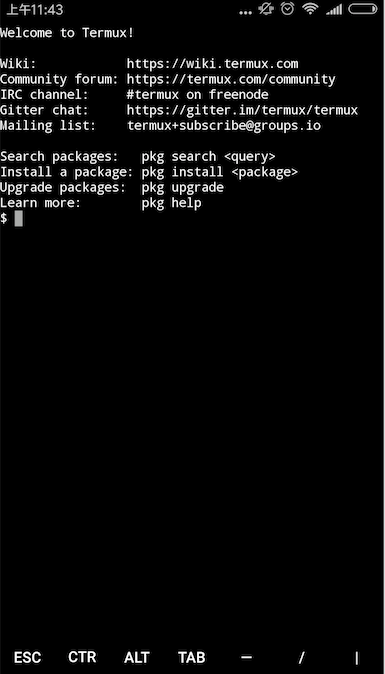 上午11:43
Welcome to Termux!
Wiki: https://wiki.termux.com
Community forum: https://termux.com/community
IRC channel: #termux on freenode
Gitter chat: https://gitter.im/termux/termux
Mailing list: termux+subscribe@groups.io
Search packages: pkg search <query>
Install a package: pkg install <package>
Upgrade packages: pkg upgrade
Learn more: pkg help
$
ESC CTR ALT TAB — / |